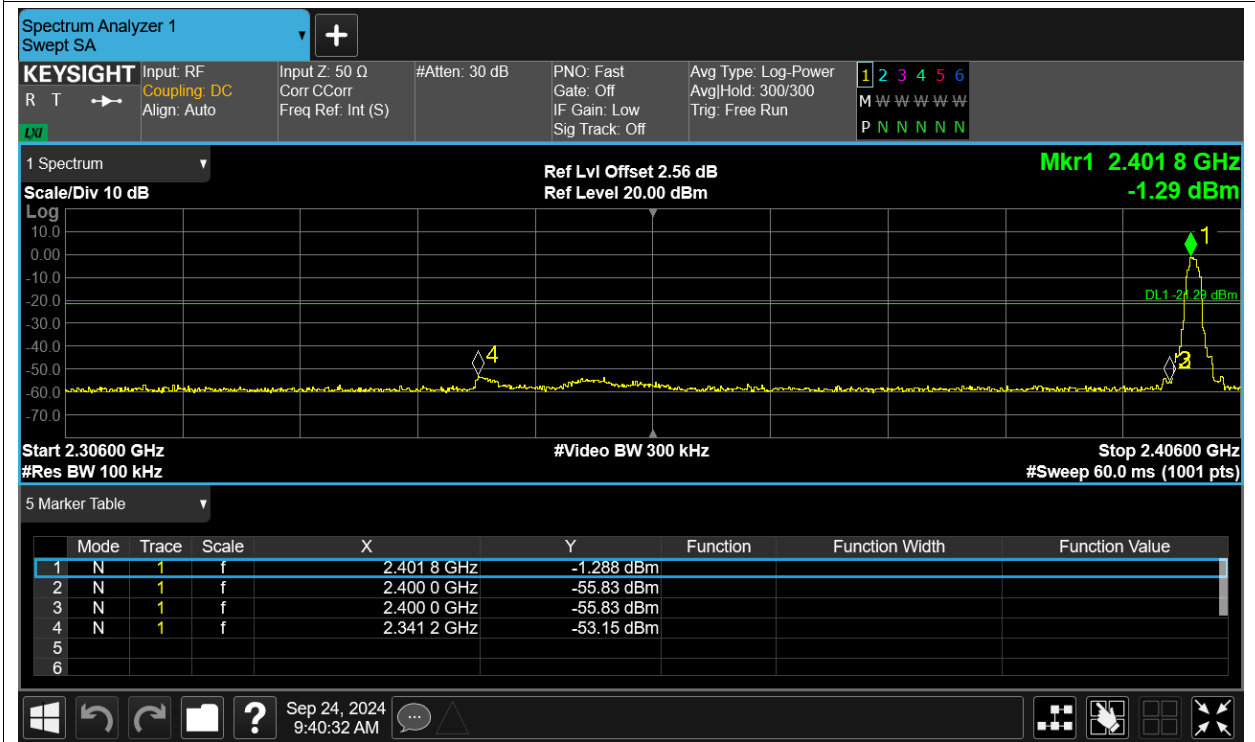 Spectrum Analyzer 1
Swept SA
+
KEYSIGHT Input: RF Input Z: 50 Ω #Atten: 30 dB PNO: Fast Avg Type: Log-Power 1 2 3 4 5 6
R T Coupling: DC Corr CCorr Gate: Off Avg|Hold: 300/300 M W W W W W
Align: Auto Freq Ref: Int (S) IF Gain: Low Trig: Free Run
LXI Sig Track: Off P N N N N N
1 Spectrum Ref Lvl Offset 2.56 dB Mkr1 2.401 8 GHz
Scale/Div 10 dB Ref Level 20.00 dBm -1.29 dBm
Log
10.0
1
0.00
-10.0
-20.0 DL1 -21.29 dBm
-30.0
-40.0
4
-50.0
-60.0
-70.0
Start 2.30600 GHz #Video BW 300 kHz Stop 2.40600 GHz
#Res BW 100 kHz #Sweep 60.0 ms (1001 pts)
5 Marker Table
Mode Trace Scale X Y Function Function Width Function Value
1 N 1 f 2.401 8 GHz -1.288 dBm
2 N 1 f 2.400 0 GHz -55.83 dBm
3 N 1 f 2.400 0 GHz -55.83 dBm
4 N 1 f 2.341 2 GHz -53.15 dBm
5
6
? Sep 24, 2024
9:40:32 AM